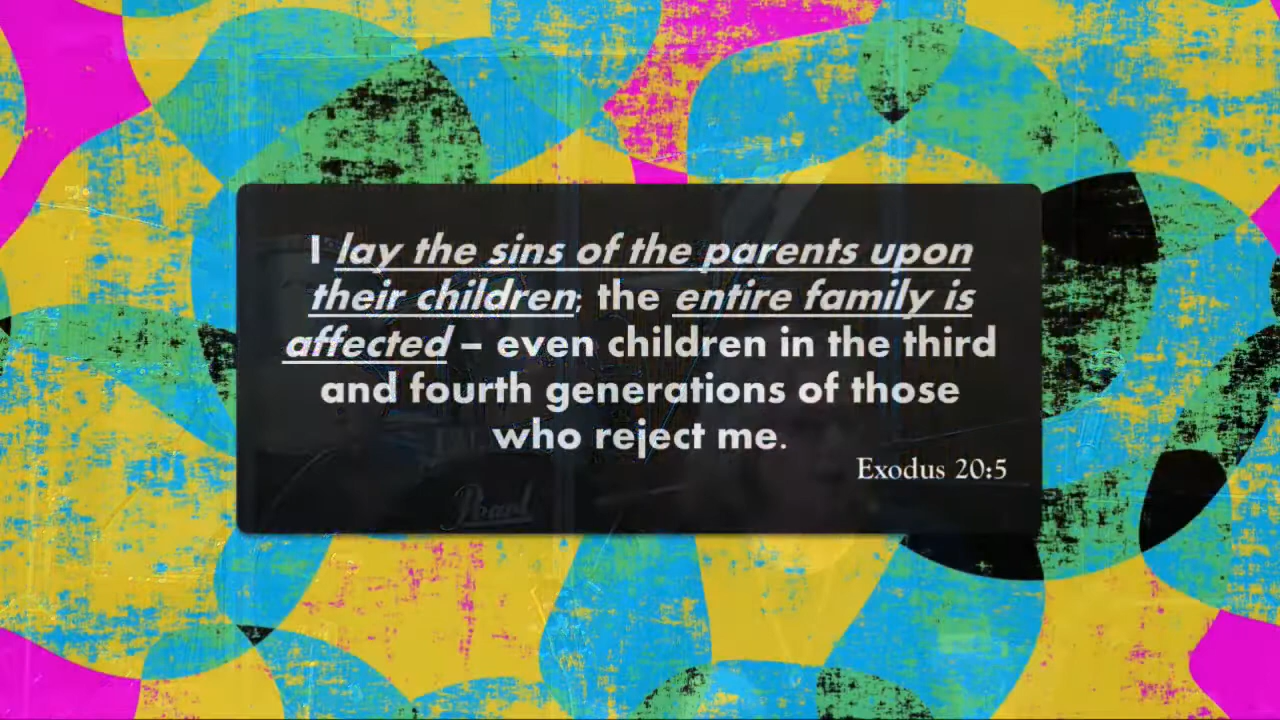 I lay the sins of the parents upon
their children; the entire family is
affected – even children in the third
and fourth generations of those
who reject me.
Exodus 20:5
Pearl